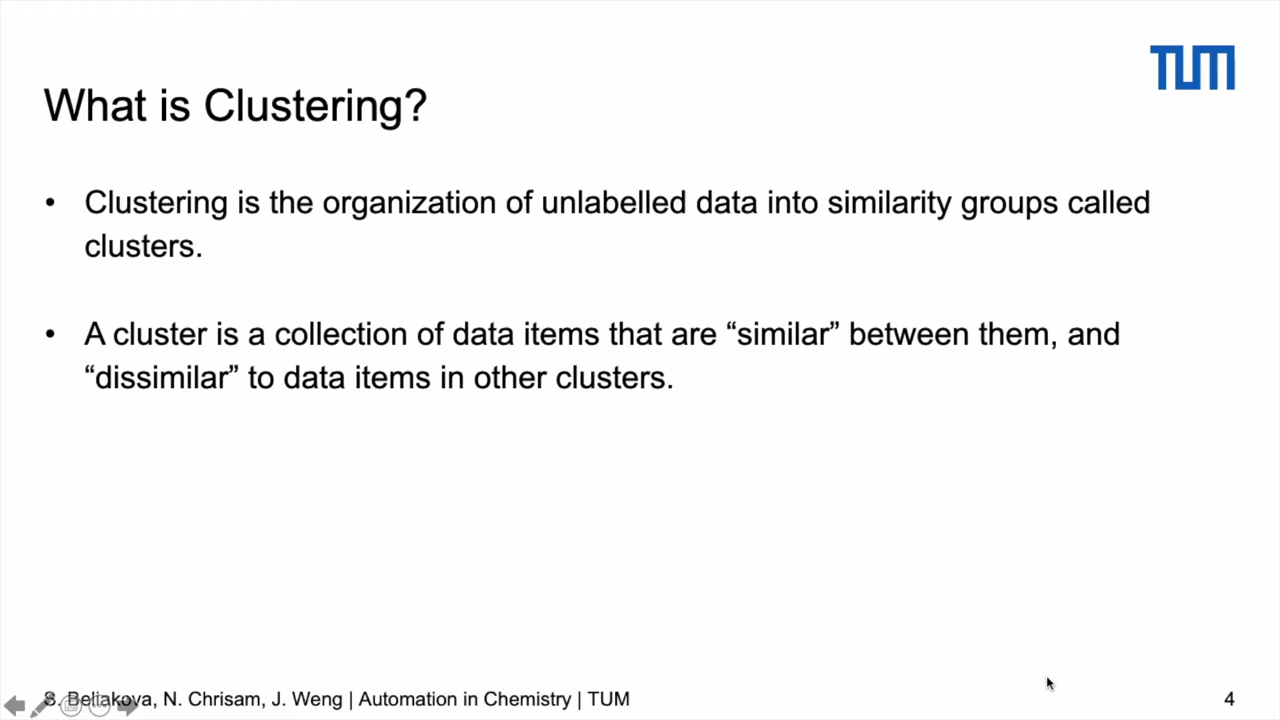 TUM
What is Clustering?
• Clustering is the organization of unlabelled data into similarity groups called
clusters.
• A cluster is a collection of data items that are “similar” between them, and
“dissimilar” to data items in other clusters.
S. Beliakova, N. Chrisam, J. Weng | Automation in Chemistry | TUM
4